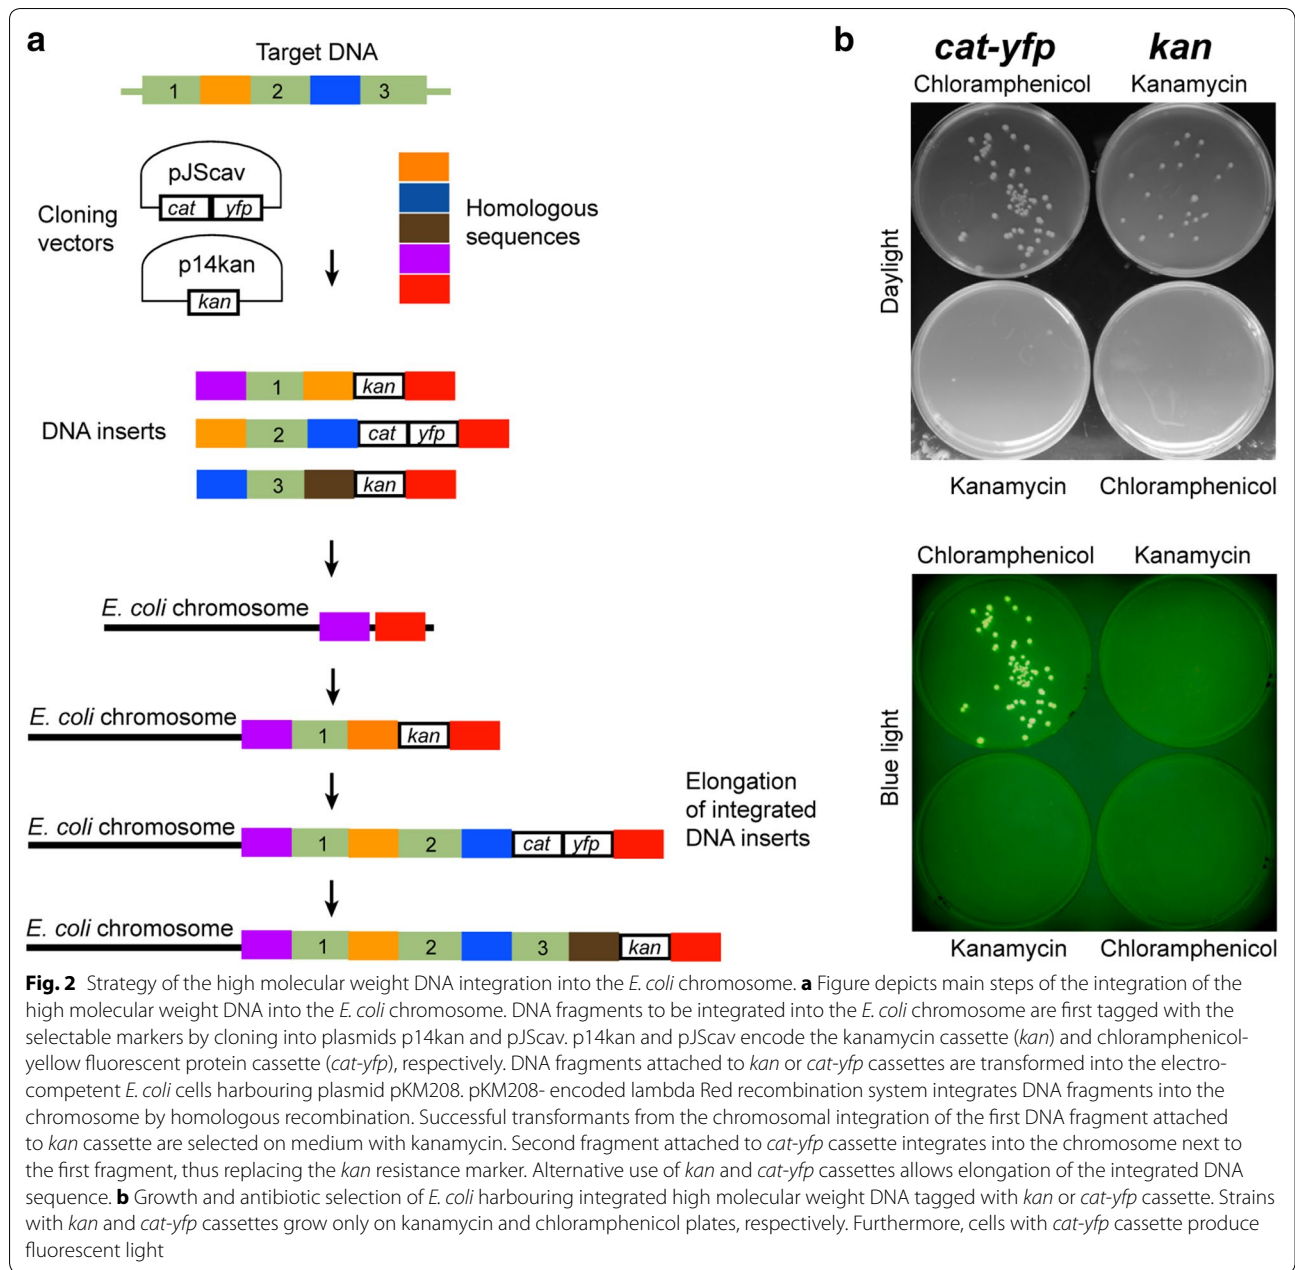 a
Target DNA
1 2 3
pJScav
cat yfp
Cloning
vectors
p14kan
kan
Homologous
sequences
1 kan
DNA inserts
2 cat yfp
3 kan
E. coli chromosome
E. coli chromosome
1 kan
E. coli chromosome
1 2 cat yfp
Elongation
of integrated
DNA inserts
E. coli chromosome
1 2 3 kan
b
cat-yfp kan
Chloramphenicol Kanamycin
Daylight
Kanamycin Chloramphenicol
Chloramphenicol Kanamycin
Blue light
Kanamycin Chloramphenicol
Fig. 2 Strategy of the high molecular weight DNA integration into the E. coli chromosome. a Figure depicts main steps of the integration of the
high molecular weight DNA into the E. coli chromosome. DNA fragments to be integrated into the E. coli chromosome are first tagged with the
selectable markers by cloning into plasmids p14kan and pJScav. p14kan and pJScav encode the kanamycin cassette (kan) and chloramphenicol-
yellow fluorescent protein cassette (cat-yfp), respectively. DNA fragments attached to kan or cat-yfp cassettes are transformed into the electro-
competent E. coli cells harbouring plasmid pKM208. pKM208- encoded lambda Red recombination system integrates DNA fragments into the
chromosome by homologous recombination. Successful transformants from the chromosomal integration of the first DNA fragment attached
to kan cassette are selected on medium with kanamycin. Second fragment attached to cat-yfp cassette integrates into the chromosome next to
the first fragment, thus replacing the kan resistance marker. Alternative use of kan and cat-yfp cassettes allows elongation of the integrated DNA
sequence. b Growth and antibiotic selection of E. coli harbouring integrated high molecular weight DNA tagged with kan or cat-yfp cassette. Strains
with kan and cat-yfp cassettes grow only on kanamycin and chloramphenicol plates, respectively. Furthermore, cells with cat-yfp cassette produce
fluorescent light